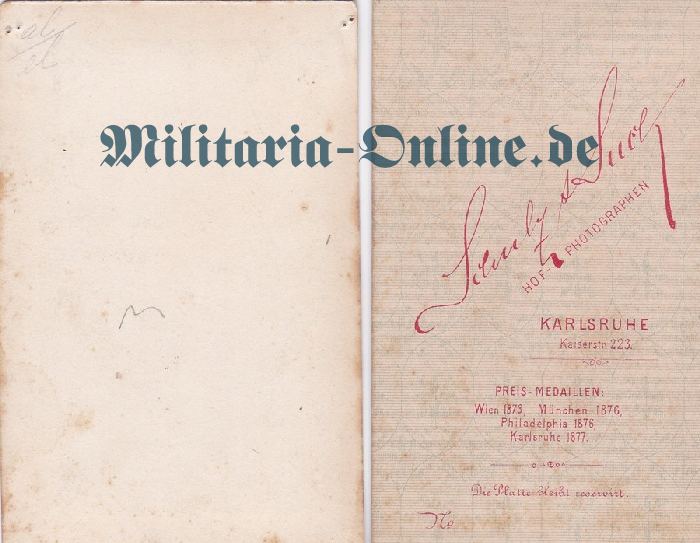 Militaria-Online.de
& Suck
HOF-PHOTOGRAPHEN
KARLSRUHE
Kaiserstr. 223.
PREIS-MEDAILLEN:
Wien 1873, München 1876,
Philadelphia 1876
Karlsruhe 1877.
Die Platte bleibt reservirt.
No